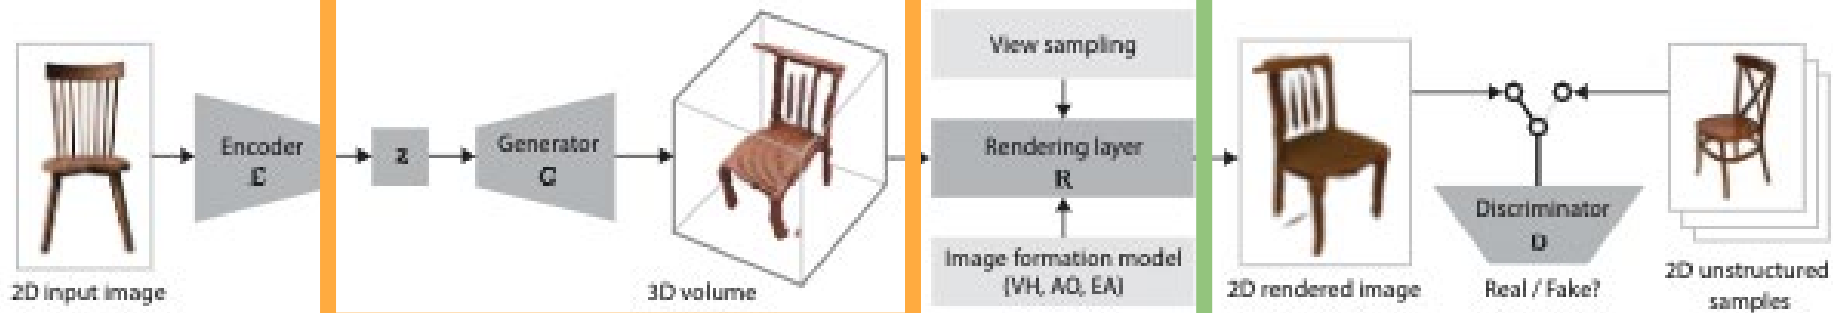 2D input image
Encoder
E
z
Generator
G
3D volume
View sampling
Rendering layer
R
Image formation model
(VH, AO, EA)
2D rendered image
Discriminator
D
Real / Fake?
2D unstructured
samples